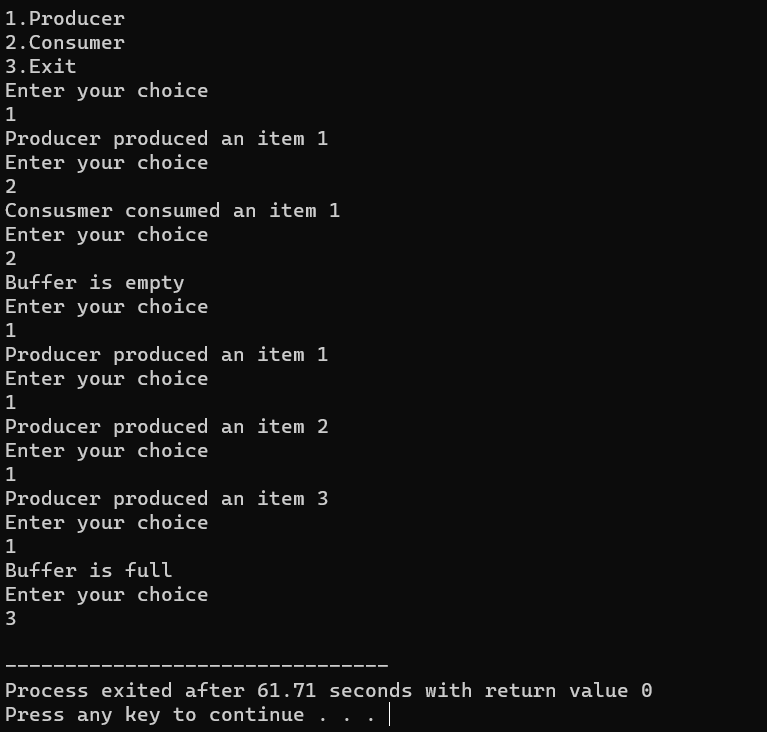 1.Producer
2.Consumer
3.Exit
Enter your choice
1
Producer produced an item 1
Enter your choice
2
Consusmer consumed an item 1
Enter your choice
2
Buffer is empty
Enter your choice
1
Producer produced an item 1
Enter your choice
1
Producer produced an item 2
Enter your choice
1
Producer produced an item 3
Enter your choice
1
Buffer is full
Enter your choice
3
--------------------------------
Process exited after 61.71 seconds with return value 0
Press any key to continue . . .